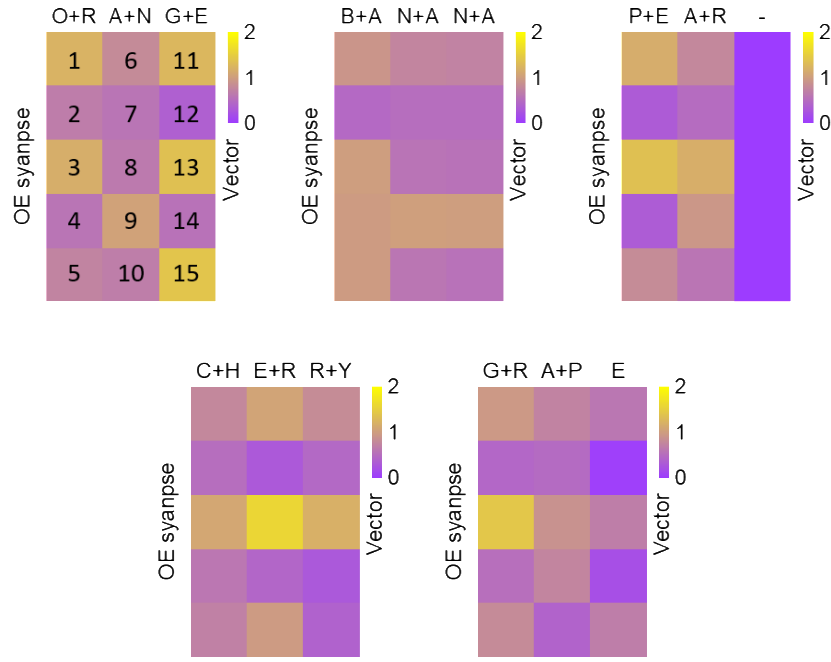 O+R A+N G+E
OE syanpse
1 6 11
2 7 12
3 8 13
4 9 14
5 10 15
2
1
0
Vector
B+A N+A N+A
OE syanpse
2
1
0
Vector
P+E A+R -
OE syanpse
2
1
0
Vector
C+H E+R R+Y
OE syanpse
2
1
0
Vector
G+R A+P E
OE syanpse
2
1
0
Vector